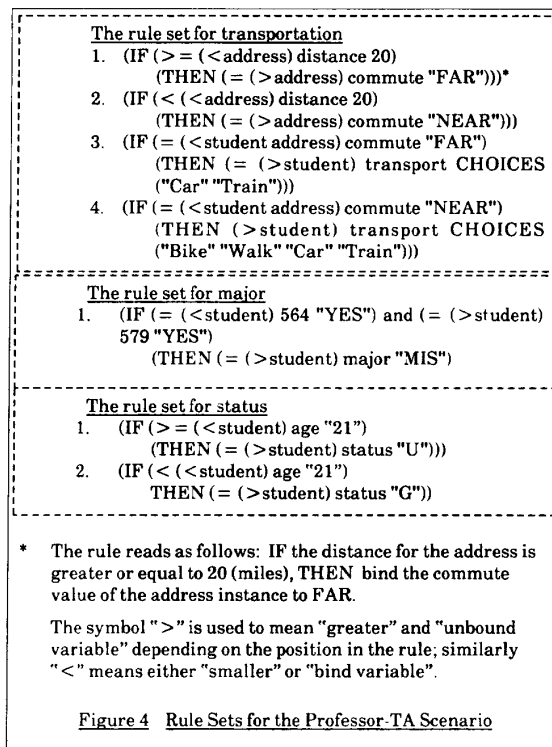 The rule set for transportation
1. (IF (> = (<address) distance 20)
(THEN (= (>address) commute "FAR")))*
2. (IF (< (<address) distance 20)
(THEN (= (>address) commute "NEAR")))
3. (IF (= (<student address) commute "FAR")
(THEN (= (>student) transport CHOICES
("Car" "Train")))
4. (IF (= (<student address) commute "NEAR")
(THEN (>student) transport CHOICES
("Bike" "Walk" "Car" "Train")))
The rule set for major
1. (IF (= (<student) 564 "YES") and (= (>student)
579 "YES")
(THEN (= (>student) major "MIS")
The rule set for status
1. (IF (> = (<student) age "21")
(THEN (= (>student) status "U")))
2. (IF (< (<student) age "21")
THEN (= (>student) status "G"))
* The rule reads as follows: IF the distance for the address is
greater or equal to 20 (miles), THEN bind the commute
value of the address instance to FAR.
The symbol ">" is used to mean "greater" and "unbound
variable" depending on the position in the rule; similarly
"<" means either "smaller" or "bind variable".
Figure 4 Rule Sets for the Professor-TA Scenario